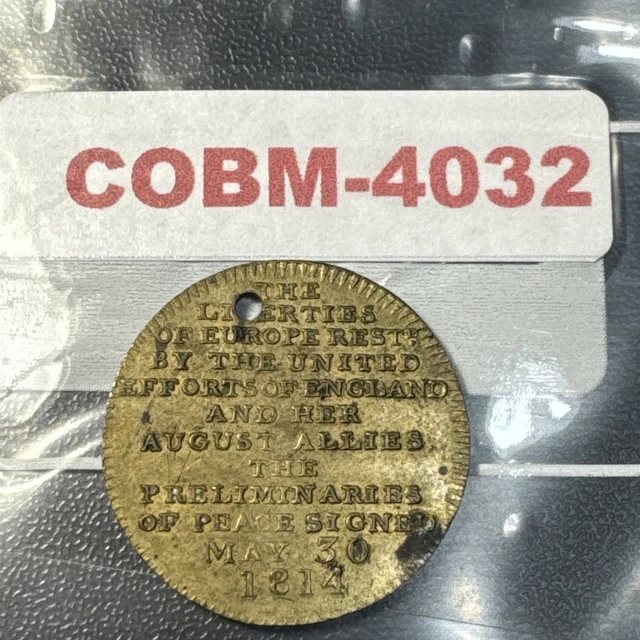 COBM-4032
THE
LIBERTIES
OF EUROPE REST:D
BY THE UNITED
EFFORTS OF ENGLAND
AND HER
AUGUST ALLIES
THE
PRELIMINARIES
OF PEACE SIGNED
MAY 30
1814